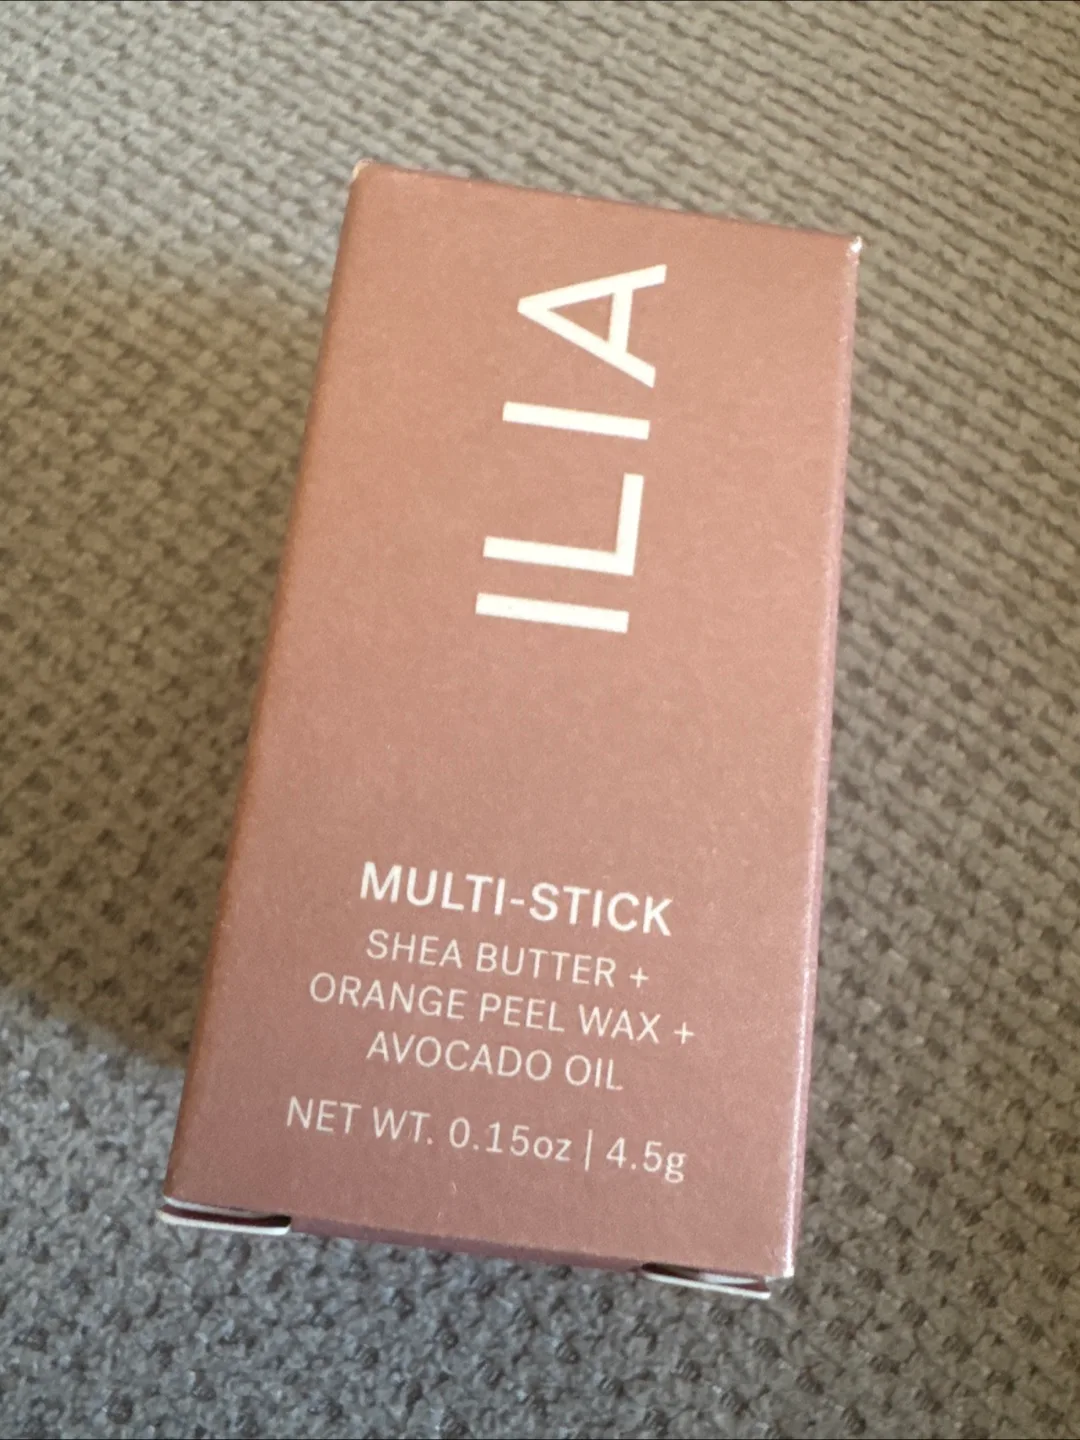 ILIA
MULTI-STICK
SHEA BUTTER +
ORANGE PEEL WAX +
AVOCADO OIL
NET WT. 0.15oz | 4.5g